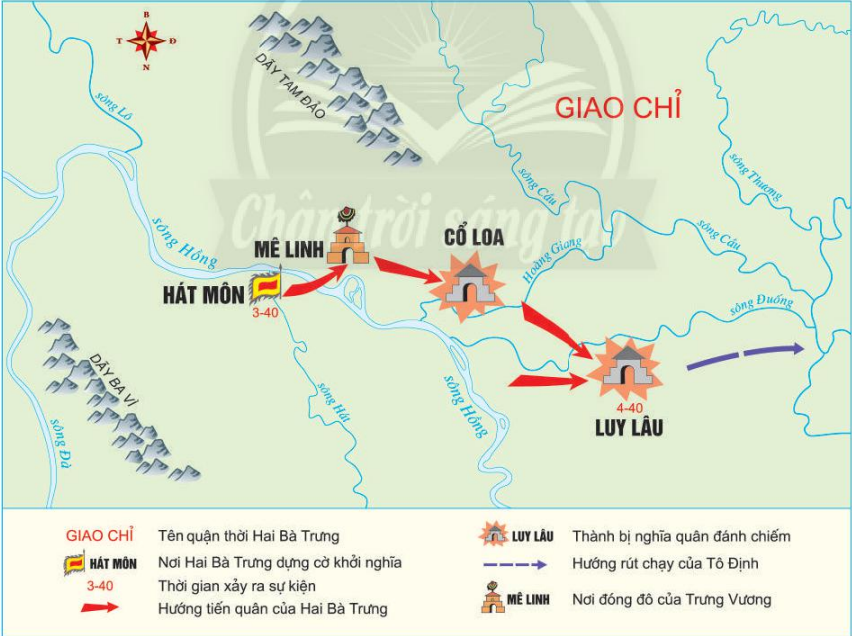 B
T
Đ
N
DÃY TAM ĐẢO
GIAO CHỈ
sông Lô
sông Thương
sông Cầu
Chân trời sáng tạo
sông Hồng
MÊ LINH
CỔ LOA
sông Cầu
Hoàng Giang
HÁT MÔN
3-40
sông Đuống
DÃY BA VÌ
sông Hát
sông Hồng
4-40
LUY LÂU
sông Đà
GIAO CHỈ Tên quận thời Hai Bà Trưng
HÁT MÔN Nơi Hai Bà Trưng dựng cờ khởi nghĩa
3-40 Thời gian xảy ra sự kiện
Hướng tiến quân của Hai Bà Trưng
LUY LÂU Thành bị nghĩa quân đánh chiếm
Hướng rút chạy của Tô Định
MÊ LINH Nơi đóng đô của Trưng Vương